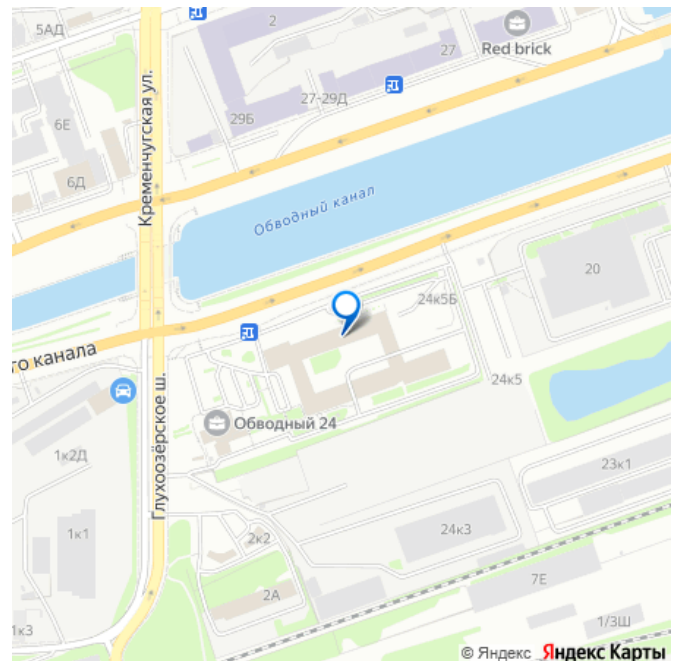 5АД
2
Red brick
27
27-29Д
29Б
6Е
6Д
Кременчугская ул.
Обводный канал
20
24к5Б
го канала
24к5
Обводный 24
Глухоозёрское ш.
1к2Д
23к1
1к1
24к3
2к2
7Е
2А
1к3
1/3Ш
© Яндекс Яндекс Карты